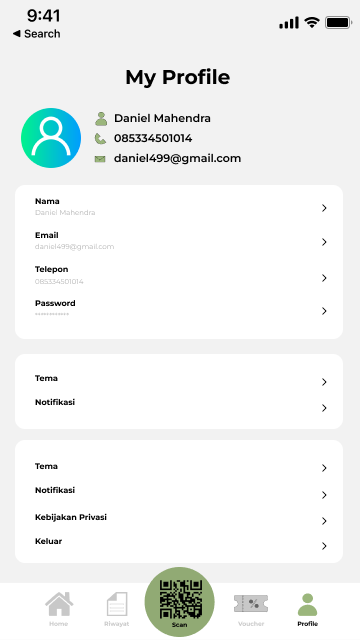 9:41
◀ Search
My Profile
Daniel Mahendra
085334501014
daniel499@gmail.com
Nama
Daniel Mahendra
Email
daniel499@gmail.com
Telepon
085334501014
Password
************
Tema
Notifikasi
Tema
Notifikasi
Kebijakan Privasi
Keluar
Home
Riwayat
Scan
Voucher
Profile